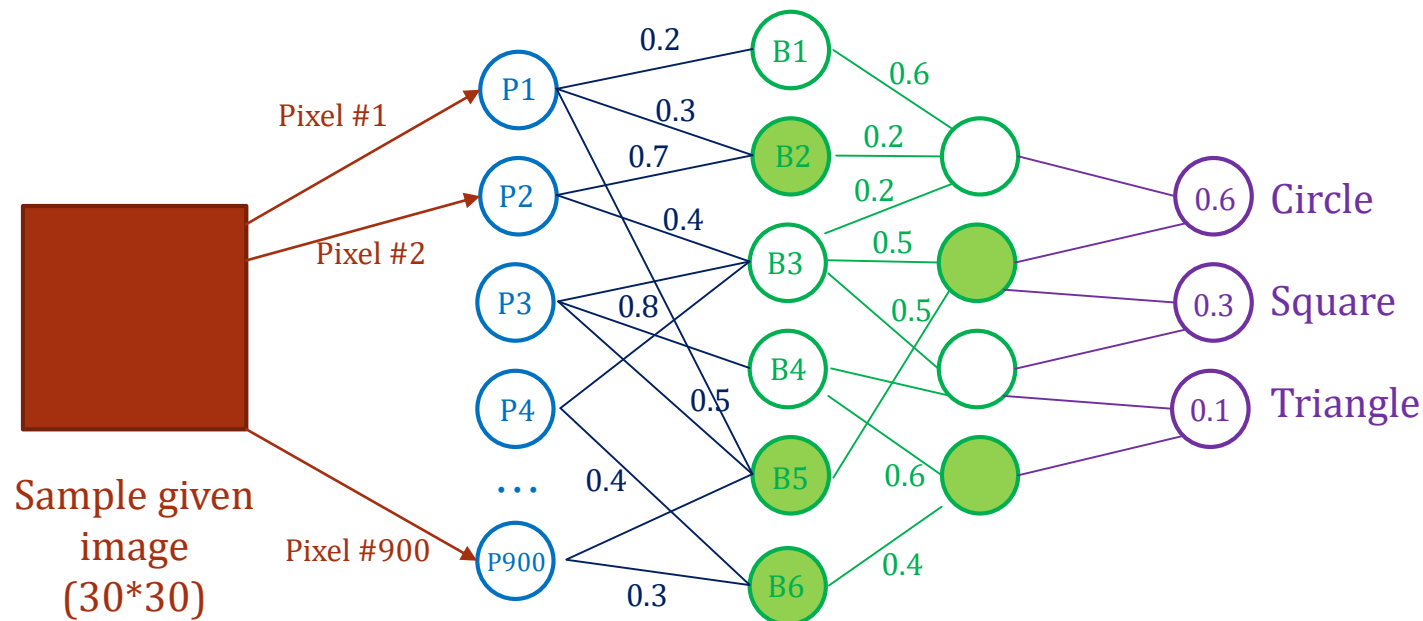 Sample given
image
(30*30)
Pixel #1
Pixel #2
Pixel #900
P1
P2
P3
P4
...
P900
0.2
0.3
0.7
0.4
0.8
0.5
0.4
0.3
B1
B2
B3
B4
B5
B6
0.6
0.2
0.2
0.5
0.5
0.6
0.4
0.6 Circle
0.3 Square
0.1 Triangle